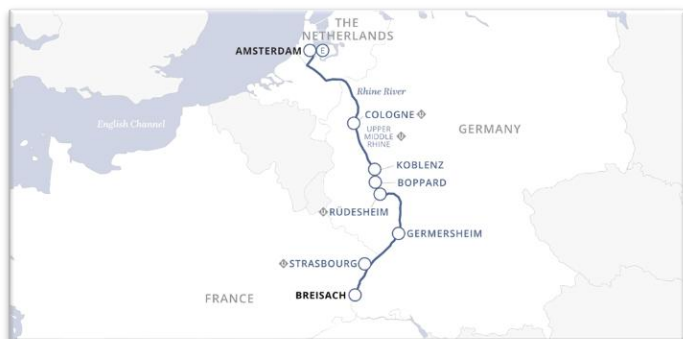 THE
NETHERLANDS
AMSTERDAM
E
Rhine River
English Channel
COLOGNE
UPPER
MIDDLE
RHINE
GERMANY
KOBLENZ
BOPPARD
RÜDESHEIM
GERMERSHEIM
STRASBOURG
FRANCE
BREISACH